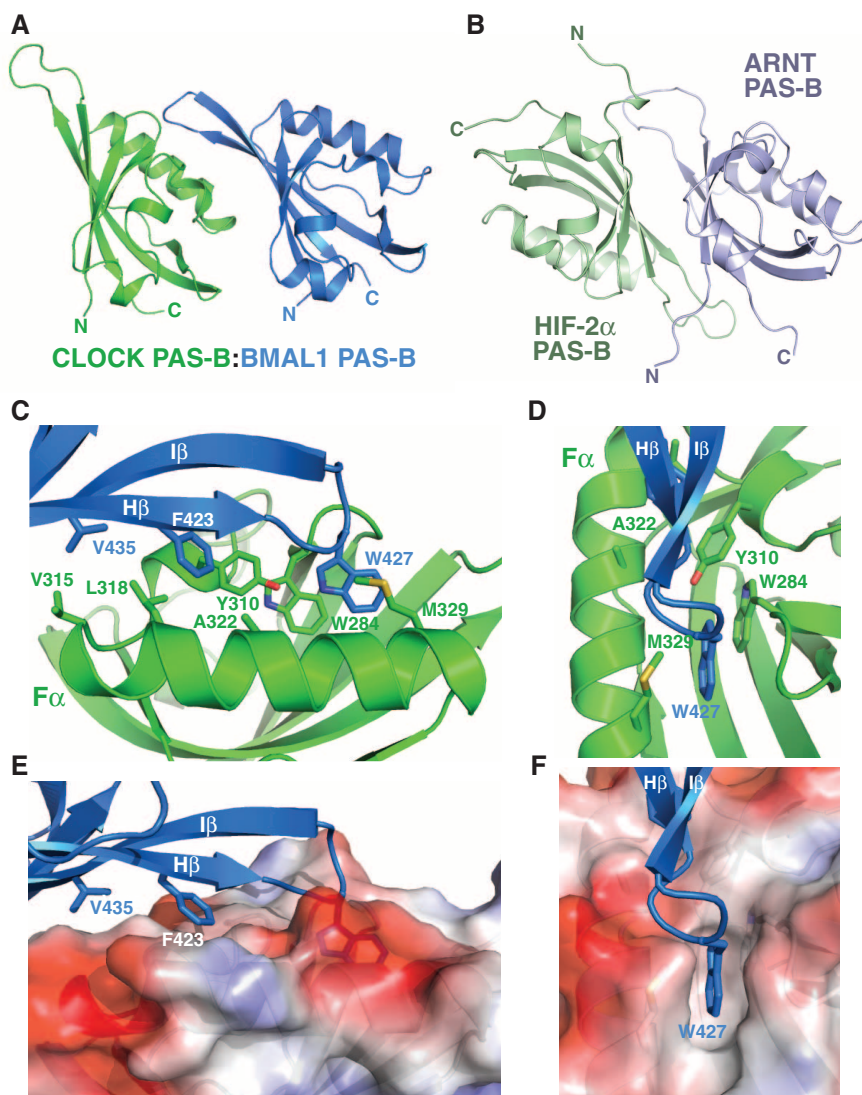 A
B
N
ARNT
PAS-B
C
N
C
N
C
HIF-2α
PAS-B
N
C
CLOCK PAS-B:BMAL1 PAS-B
C
D
Iβ
Hβ
F423
V435
W427
V315
L318
Y310
A322
W284
M329
Fα
Hβ
Iβ
Fα
A322
Y310
W284
M329
W427
E
F
Iβ
Hβ
V435
F423
Hβ
Iβ
W427